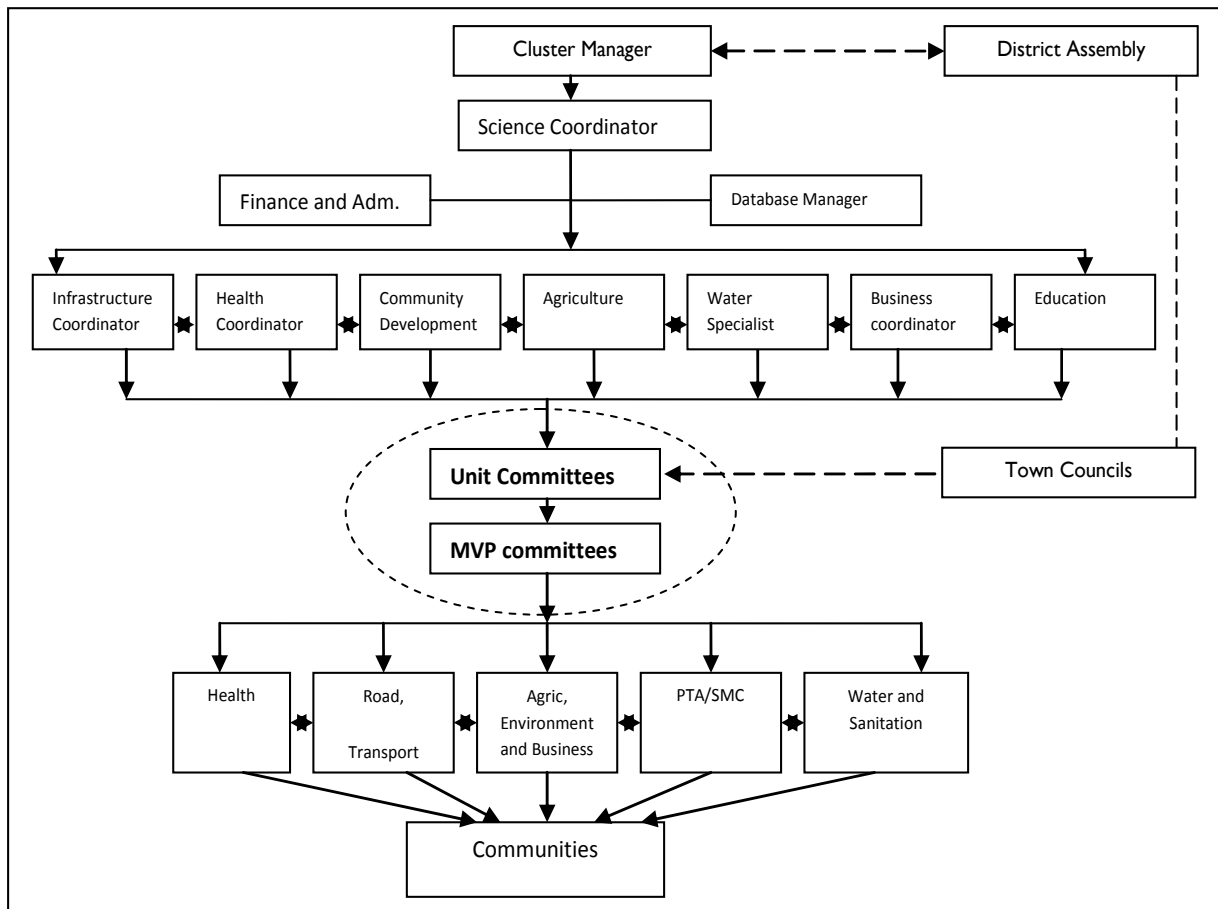 Cluster Manager
District Assembly
Science Coordinator
Finance and Adm.
Database Manager
Infrastructure
Coordinator
Health
Coordinator
Community
Development
Agriculture
Water
Specialist
Business
coordinator
Education
Unit Committees
Town Councils
MVP committees
Health
Road,
Transport
Agric,
Environment
and Business
PTA/SMC
Water and
Sanitation
Communities